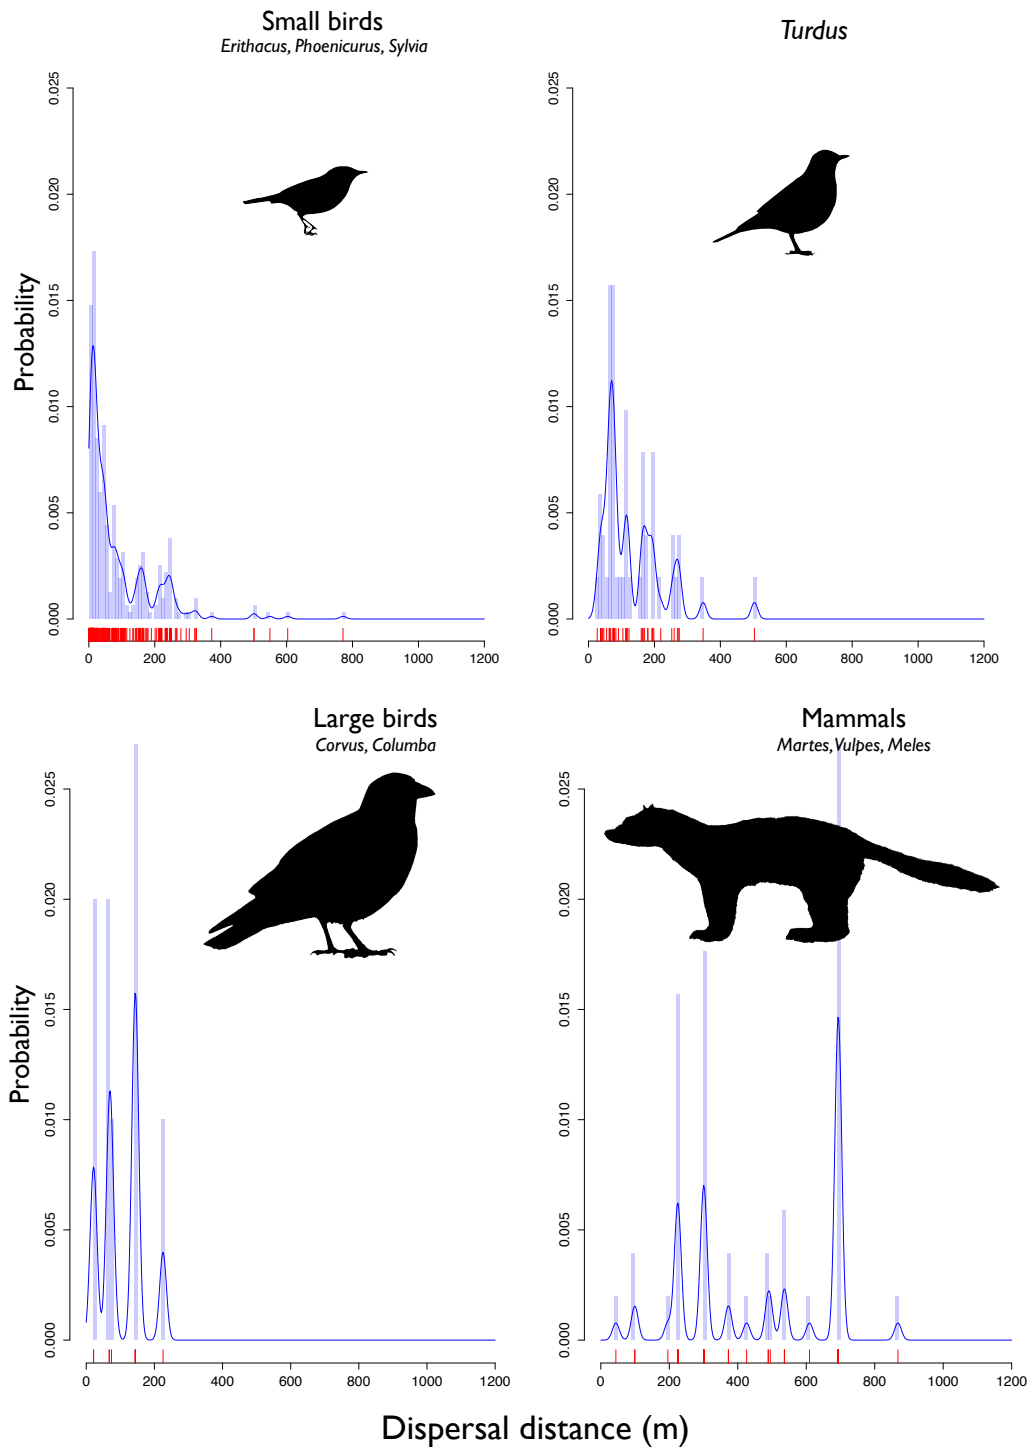 Small birds
Erithacus, Phoenicurus, Sylvia
Turdus
Probability
0.025
0.020
0.015
0.010
0.005
0.000
0 200 400 600 800 1000 1200
0.025
0.020
0.015
0.010
0.005
0.000
0 200 400 600 800 1000 1200
Large birds
Corvus, Columba
Mammals
Martes, Vulpes, Meles
Probability
0.025
0.020
0.015
0.010
0.005
0.000
0 200 400 600 800 1000 1200
0.025
0.020
0.015
0.010
0.005
0.000
0 200 400 600 800 1000 1200
Dispersal distance (m)